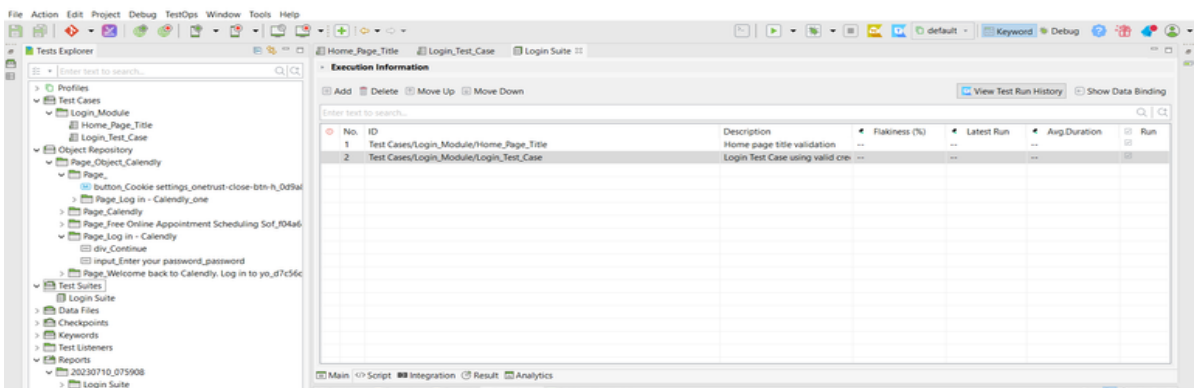 File Action Edit Project Debug TestOps Window Tools Help
default
Keyword
Debug
Tests Explorer
Enter text to search...
Profiles
Test Cases
Login_Module
Home_Page_Title
Login_Test_Case
Object Repository
Page_Object_Calendly
Page_
button_Cookie settings_onetrust-close-btn-h_0d9al
Page_Log in - Calendly_one
Page_Calendly
Page_Free Online Appointment Scheduling Sof_f04a6
Page_Log in - Calendly
div_Continue
input_Enter your password_password
Page_Welcome back to Calendly. Log in to yo_d7c56c
Test Suites
Login Suite
Data Files
Checkpoints
Keywords
Test Listeners
Reports
20230710_075908
Login Suite
Home_Page_Title Login_Test_Case Login Suite
Execution Information
Add Delete Move Up Move Down View Test Run History Show Data Binding
Enter text to search...
No. ID Description Flakiness (%) Latest Run Avg.Duration Run
1 Test Cases/Login_Module/Home_Page_Title Home page title validation -- -- --
2 Test Cases/Login_Module/Login_Test_Case Login Test Case using valid cre -- -- --
Main Script Integration Result Analytics